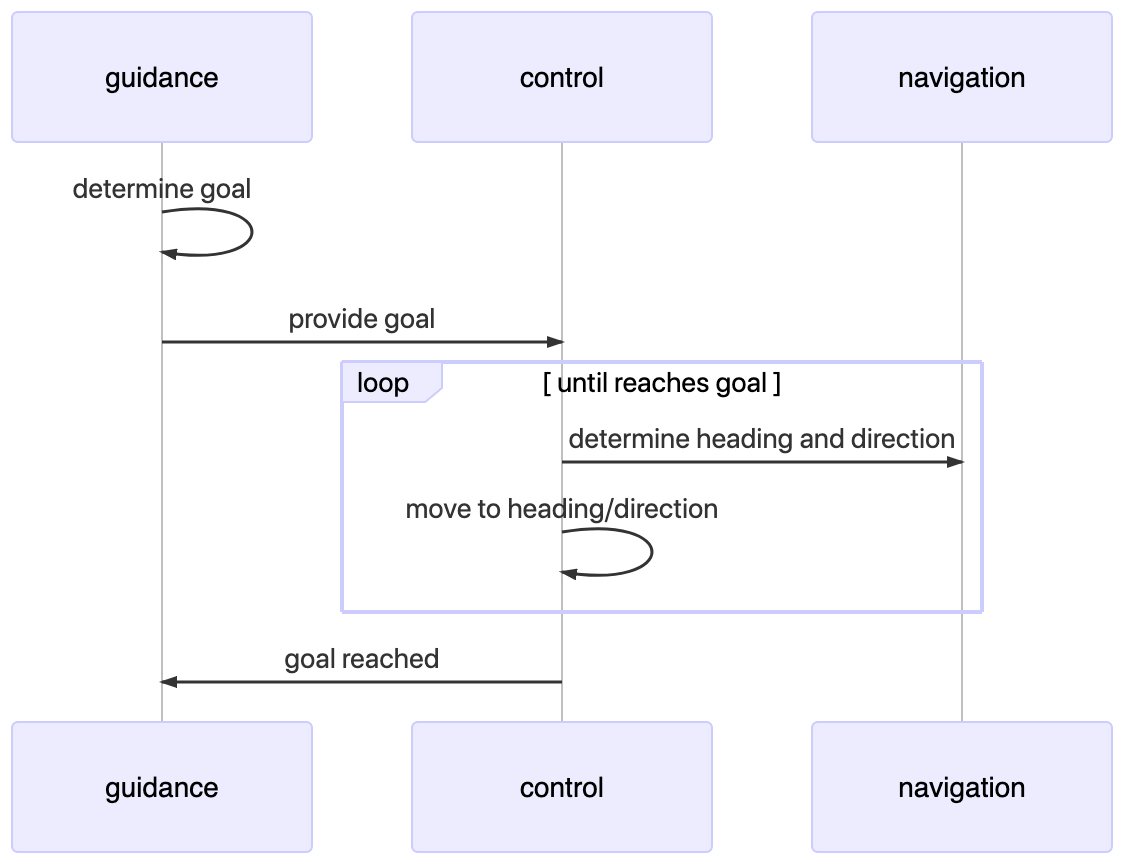 guidance
control
navigation
determine goal
provide goal
loop
[ until reaches goal ]
determine heading and direction
move to heading/direction
goal reached
guidance
control
navigation